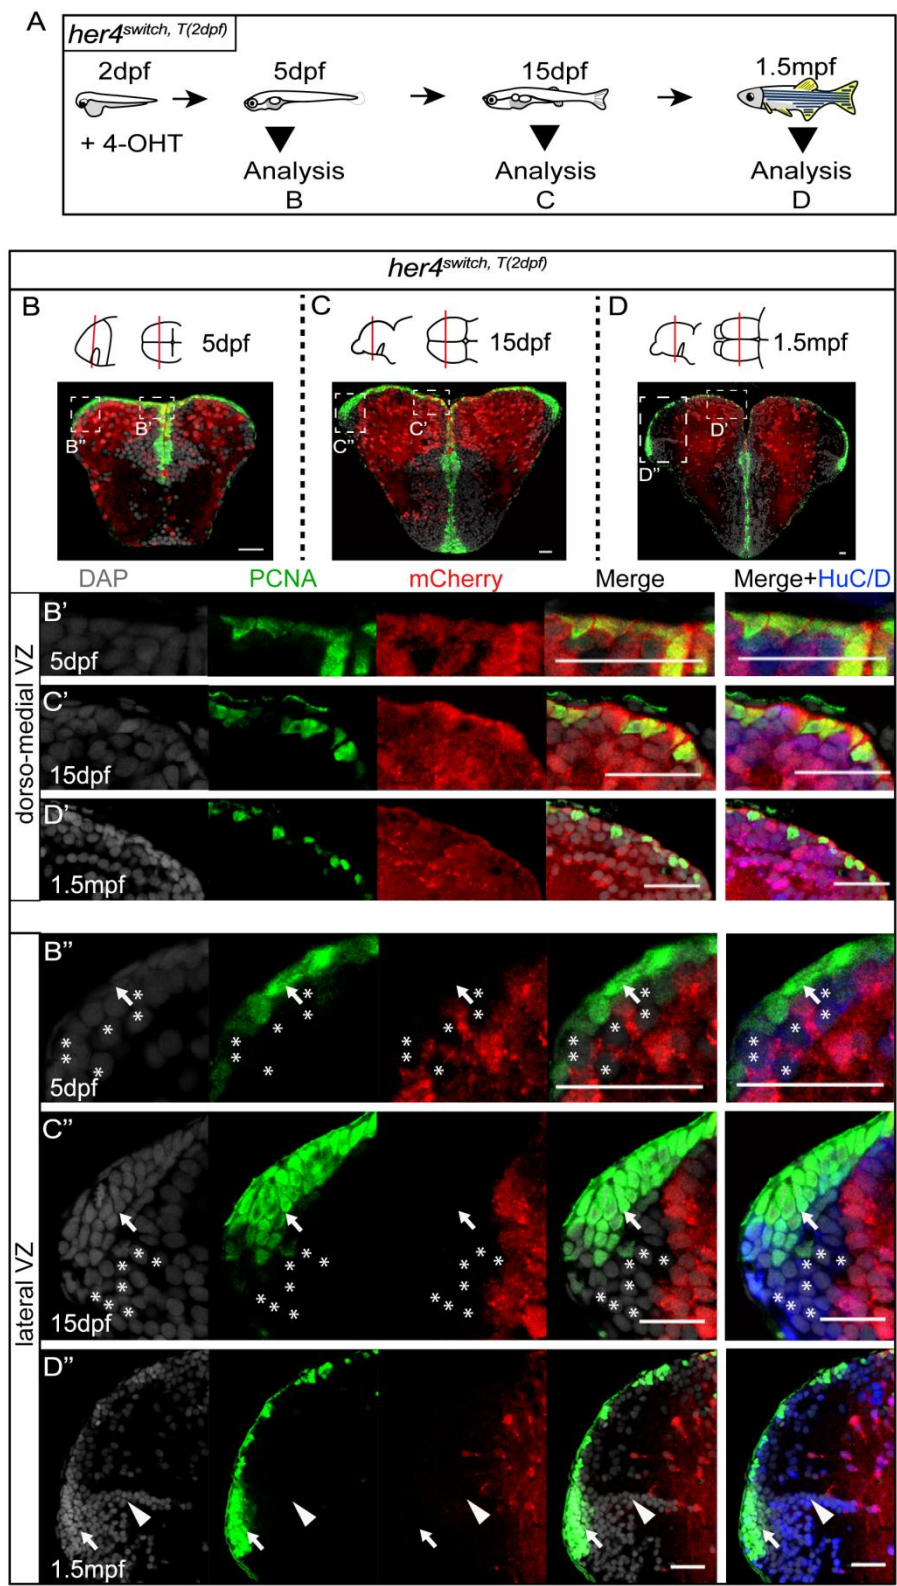 A
her4switch, T(2dpf)
2dpf 5dpf 15dpf 1.5mpf
+ 4-OHT
Analysis Analysis Analysis
B C D
her4switch, T(2dpf)
B C D
5dpf 15dpf 1.5mpf
B'' B' C'' C' D'' D'
DAP PCNA mCherry Merge Merge+HuC/D
dorso-medial VZ
B'
5dpf
C'
15dpf
D'
1.5mpf
lateral VZ
B''
* * * * * * * * * * * * * * * * * * * * * * * * * * * * *
5dpf
C''
* * * * * * * * * * * * * * * * * * * * * * * * * * * * * * * * * * *
15dpf
D''
1.5mpf